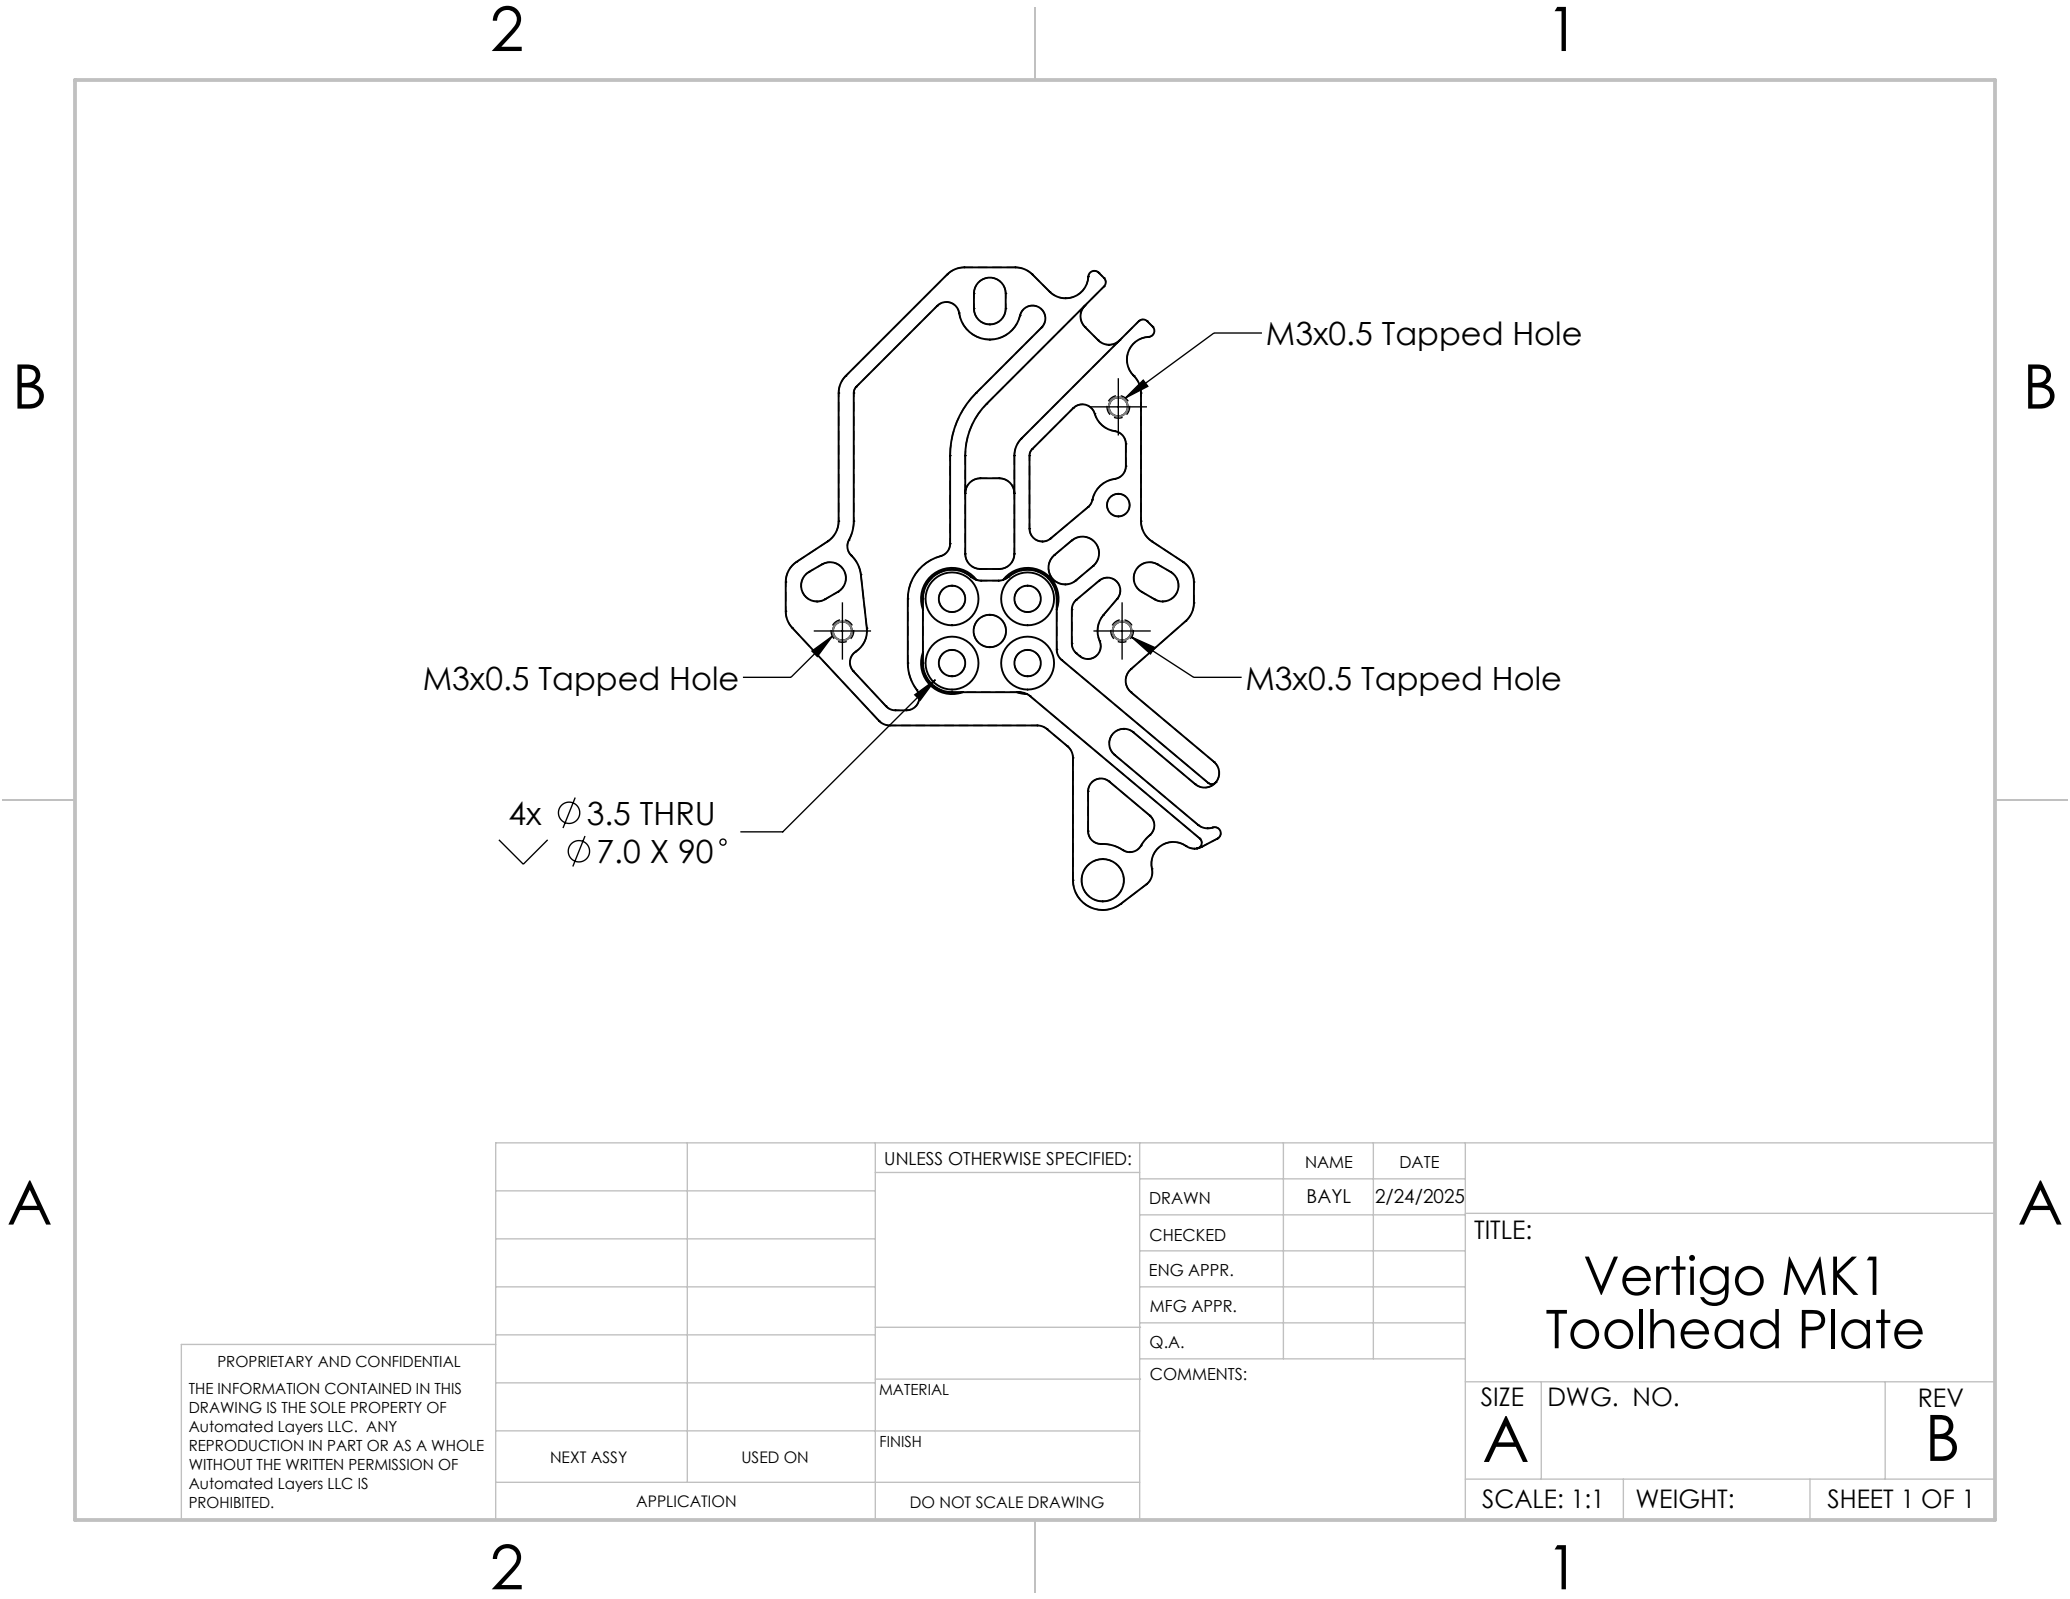 2
1
B
B
M3x0.5 Tapped Hole
M3x0.5 Tapped Hole
M3x0.5 Tapped Hole
4x ∅3.5 THRU
⌵ ∅7.0 X 90°
A
A
UNLESS OTHERWISE SPECIFIED:
NAME
DATE
DRAWN
BAYL
2/24/2025
CHECKED
ENG APPR.
MFG APPR.
Q.A.
COMMENTS:
TITLE:
Vertigo MK1
Toolhead Plate
PROPRIETARY AND CONFIDENTIAL
THE INFORMATION CONTAINED IN THIS
DRAWING IS THE SOLE PROPERTY OF
Automated Layers LLC. ANY
REPRODUCTION IN PART OR AS A WHOLE
WITHOUT THE WRITTEN PERMISSION OF
Automated Layers LLC IS
PROHIBITED.
NEXT ASSY
USED ON
APPLICATION
MATERIAL
FINISH
DO NOT SCALE DRAWING
SIZE
A
DWG. NO.
REV
B
SCALE: 1:1
WEIGHT:
SHEET 1 OF 1
2
1